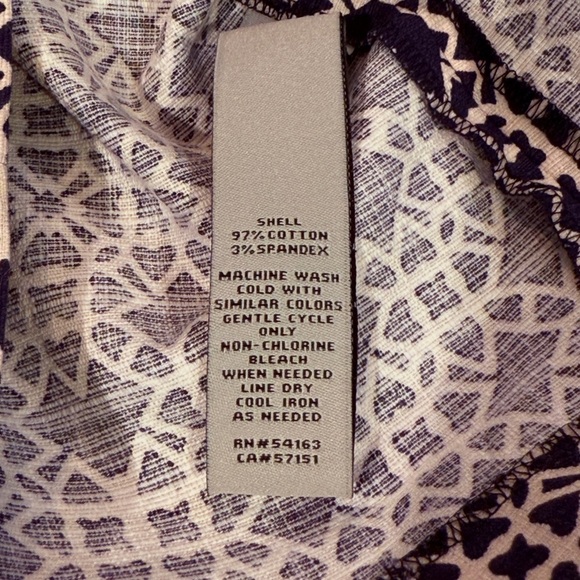 SHELL
97% COTTON
3% SPANDEX
MACHINE WASH
COLD WITH
SIMILAR COLORS
GENTLE CYCLE
ONLY
NON-CHLORINE
BLEACH
WHEN NEEDED
LINE DRY
COOL IRON
AS NEEDED
RN#54163
CA#57151